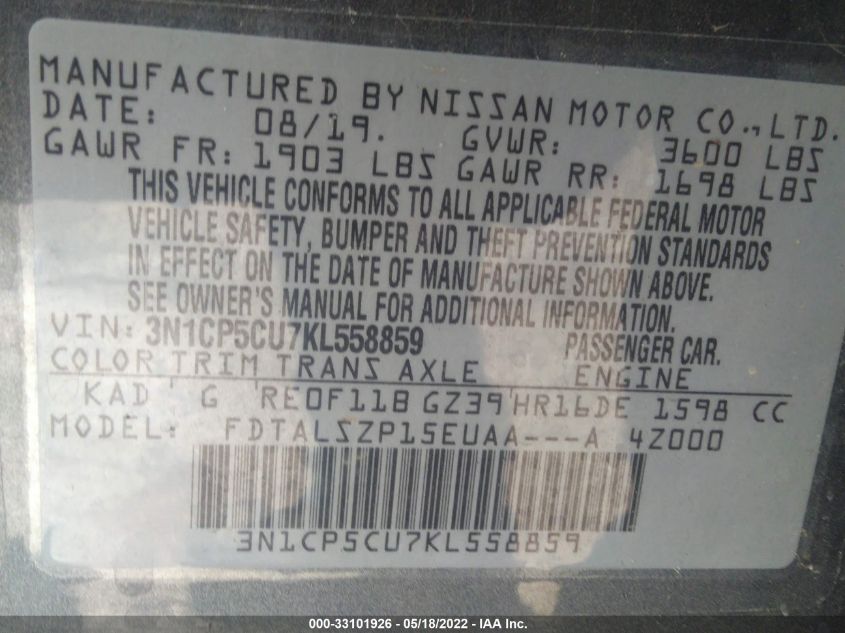 MANUFACTURED BY NISSAN MOTOR CO.,LTD.
DATE: 08/19. GVWR: 3600 LBS
GAWR FR: 1903 LBS GAWR RR: 1698 LBS
THIS VEHICLE CONFORMS TO ALL APPLICABLE FEDERAL MOTOR
VEHICLE SAFETY, BUMPER AND THEFT PREVENTION STANDARDS
IN EFFECT ON THE DATE OF MANUFACTURE SHOWN ABOVE.
SEE OWNER'S MANUAL FOR ADDITIONAL INFORMATION.
VIN: 3N1CP5CU7KL558859 PASSENGER CAR.
COLOR TRIM TRANS AXLE ENGINE
KAD ' G 'RE0F11B GZ39'HR16DE 1598 CC
MODEL: FDTALSZP15EUAA---A 4Z000
3N1CP5CU7KL558859
000-33101926 - 05/18/2022 - IAA Inc.